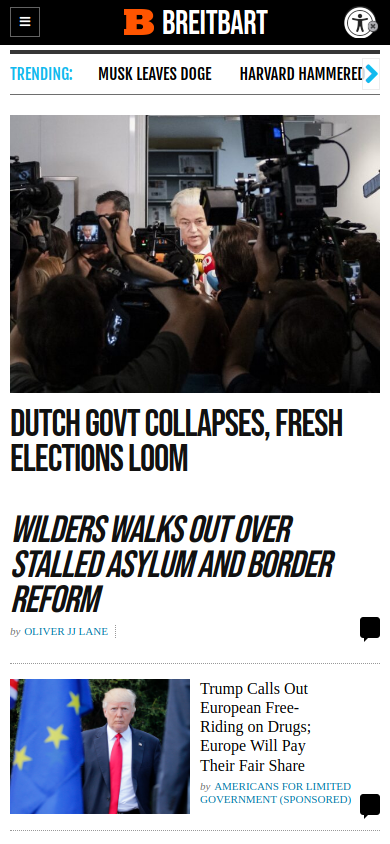 BREITBART
TRENDING: MUSK LEAVES DOGE HARVARD HAMMERED
DUTCH GOVT COLLAPSES, FRESH
ELECTIONS LOOM
WILDERS WALKS OUT OVER
STALLED ASYLUM AND BORDER
REFORM
by OLIVER JJ LANE
Trump Calls Out
European Free-
Riding on Drugs;
Europe Will Pay
Their Fair Share
by AMERICANS FOR LIMITED
GOVERNMENT (SPONSORED)